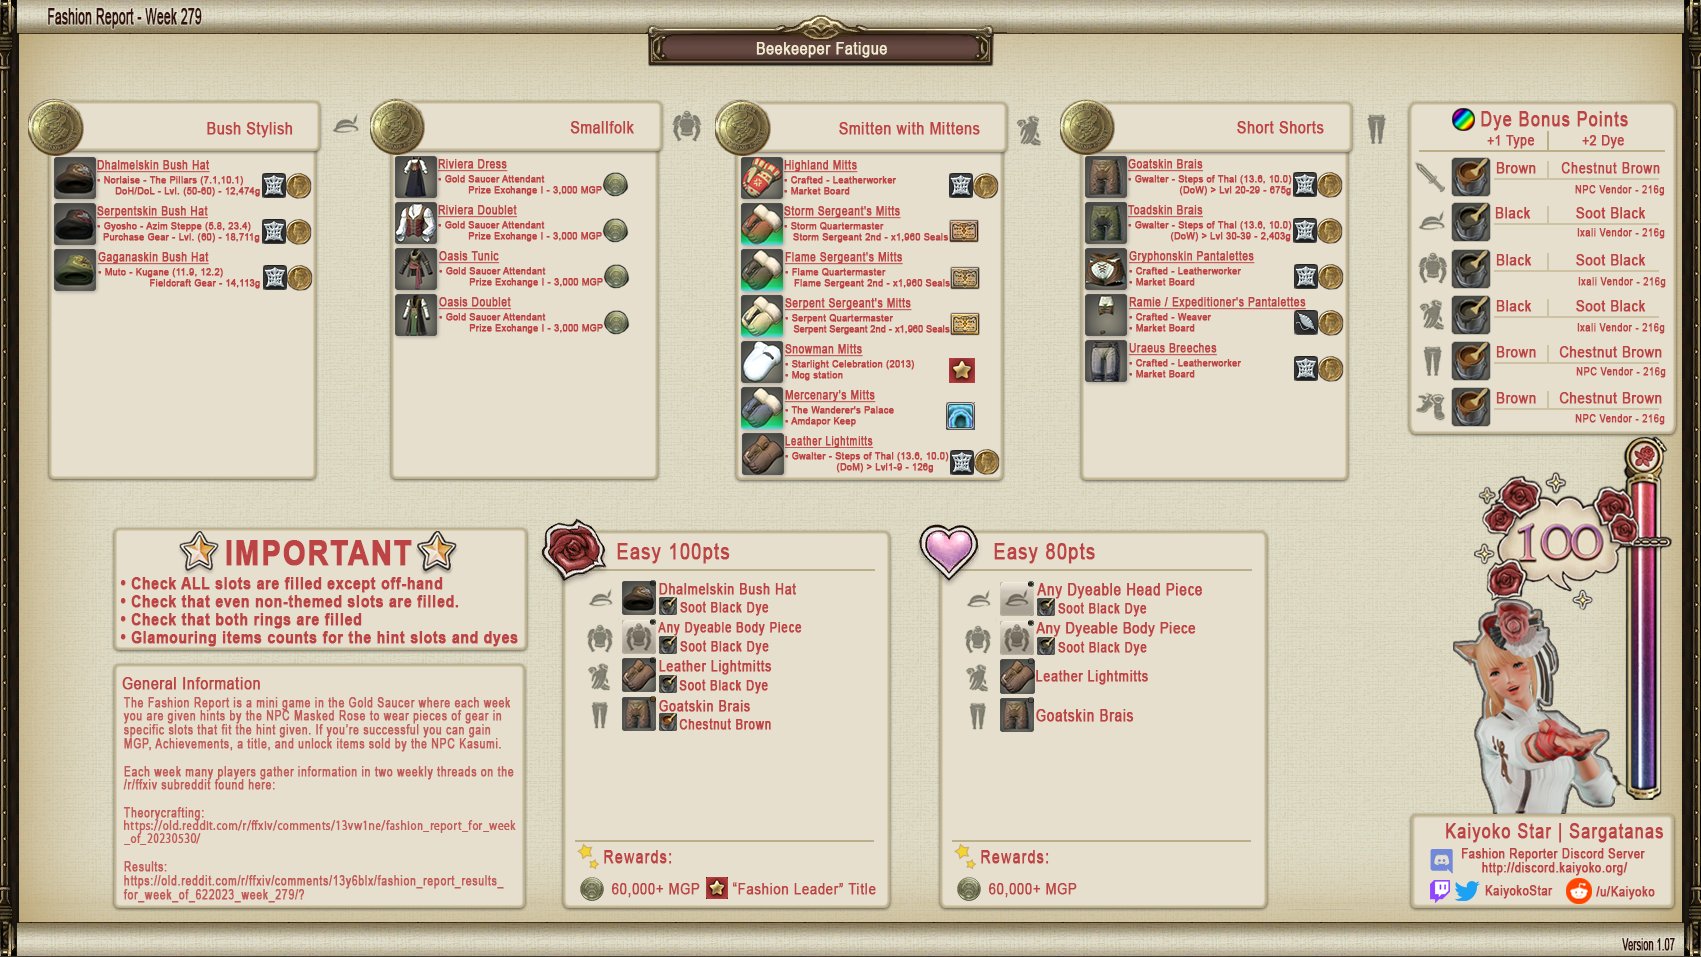 Fashion Report - Week 279
Beekeeper Fatigue
Bush Stylish
Dhalmelskin Bush Hat
• Norlaise - The Pillars (7.1,10.1)
DoH/DoL - Lvl. (50-60) - 12,474g
Serpentskin Bush Hat
• Gyosho - Azim Steppe (5.8, 23.4)
Purchase Gear - Lvl. (60) - 18,711g
Gaganaskin Bush Hat
• Muto - Kugane (11.9, 12.2)
Fieldcraft Gear - 14,113g
Smallfolk
Riviera Dress
• Gold Saucer Attendant
Prize Exchange I - 3,000 MGP
Riviera Doublet
• Gold Saucer Attendant
Prize Exchange I - 3,000 MGP
Oasis Tunic
• Gold Saucer Attendant
Prize Exchange I - 3,000 MGP
Oasis Doublet
• Gold Saucer Attendant
Prize Exchange I - 3,000 MGP
Smitten with Mittens
Highland Mitts
• Crafted - Leatherworker
• Market Board
Storm Sergeant's Mitts
• Storm Quartermaster
Storm Sergeant 2nd - x1,960 Seals
Flame Sergeant's Mitts
• Flame Quartermaster
Flame Sergeant 2nd - x1,960 Seals
Serpent Sergeant's Mitts
• Serpent Quartermaster
Serpent Sergeant 2nd - x1,960 Seals
Snowman Mitts
• Starlight Celebration (2013)
• Mog station
Mercenary's Mitts
• The Wanderer's Palace
• Amdapor Keep
Leather Lightmitts
• Gwalter - Steps of Thal (13.6, 10.0)
(DoM) > Lvl1-9 - 126g
Short Shorts
Goatskin Brais
• Gwalter - Steps of Thal (13.6, 10.0)
(DoW) > Lvl 20-29 - 675g
Toadskin Brais
• Gwalter - Steps of Thal (13.6, 10.0)
(DoW) > Lvl 30-39 - 2,403g
Gryphonskin Pantalettes
• Crafted - Leatherworker
• Market Board
Ramie / Expeditioner's Pantalettes
• Crafted - Weaver
• Market Board
Uraeus Breeches
• Crafted - Leatherworker
• Market Board
Dye Bonus Points
+1 Type | +2 Dye
Brown | Chestnut Brown
NPC Vendor - 216g
Black | Soot Black
Ixali Vendor - 216g
Black | Soot Black
Ixali Vendor - 216g
Black | Soot Black
Ixali Vendor - 216g
Brown | Chestnut Brown
NPC Vendor - 216g
Brown | Chestnut Brown
NPC Vendor - 216g
IMPORTANT
• Check ALL slots are filled except off-hand
• Check that even non-themed slots are filled.
• Check that both rings are filled
• Glamouring items counts for the hint slots and dyes
General Information
The Fashion Report is a mini game in the Gold Saucer where each week
you are given hints by the NPC Masked Rose to wear pieces of gear in
specific slots that fit the hint given. If you're successful you can gain
MGP, Achievements, a title, and unlock items sold by the NPC Kasumi.
Each week many players gather information in two weekly threads on the
/r/ffxiv subreddit found here:
Theorycrafting:
https://old.reddit.com/r/ffxiv/comments/13vw1ne/fashion_report_for_week
_of_20230530/
Results:
https://old.reddit.com/r/ffxiv/comments/13y6blx/fashion_report_results_
for_week_of_622023_week_279/?
Easy 100pts
Dhalmelskin Bush Hat
Soot Black Dye
Any Dyeable Body Piece
Soot Black Dye
Leather Lightmitts
Soot Black Dye
Goatskin Brais
Chestnut Brown
Rewards:
60,000+ MGP
“Fashion Leader” Title
Easy 80pts
Any Dyeable Head Piece
Soot Black Dye
Any Dyeable Body Piece
Soot Black Dye
Leather Lightmitts
Goatskin Brais
Rewards:
60,000+ MGP
100
Kaiyoko Star | Sargatanas
Fashion Reporter Discord Server
http://discord.kaiyoko.org/
KaiyokoStar
/u/Kaiyoko
Version 1.07